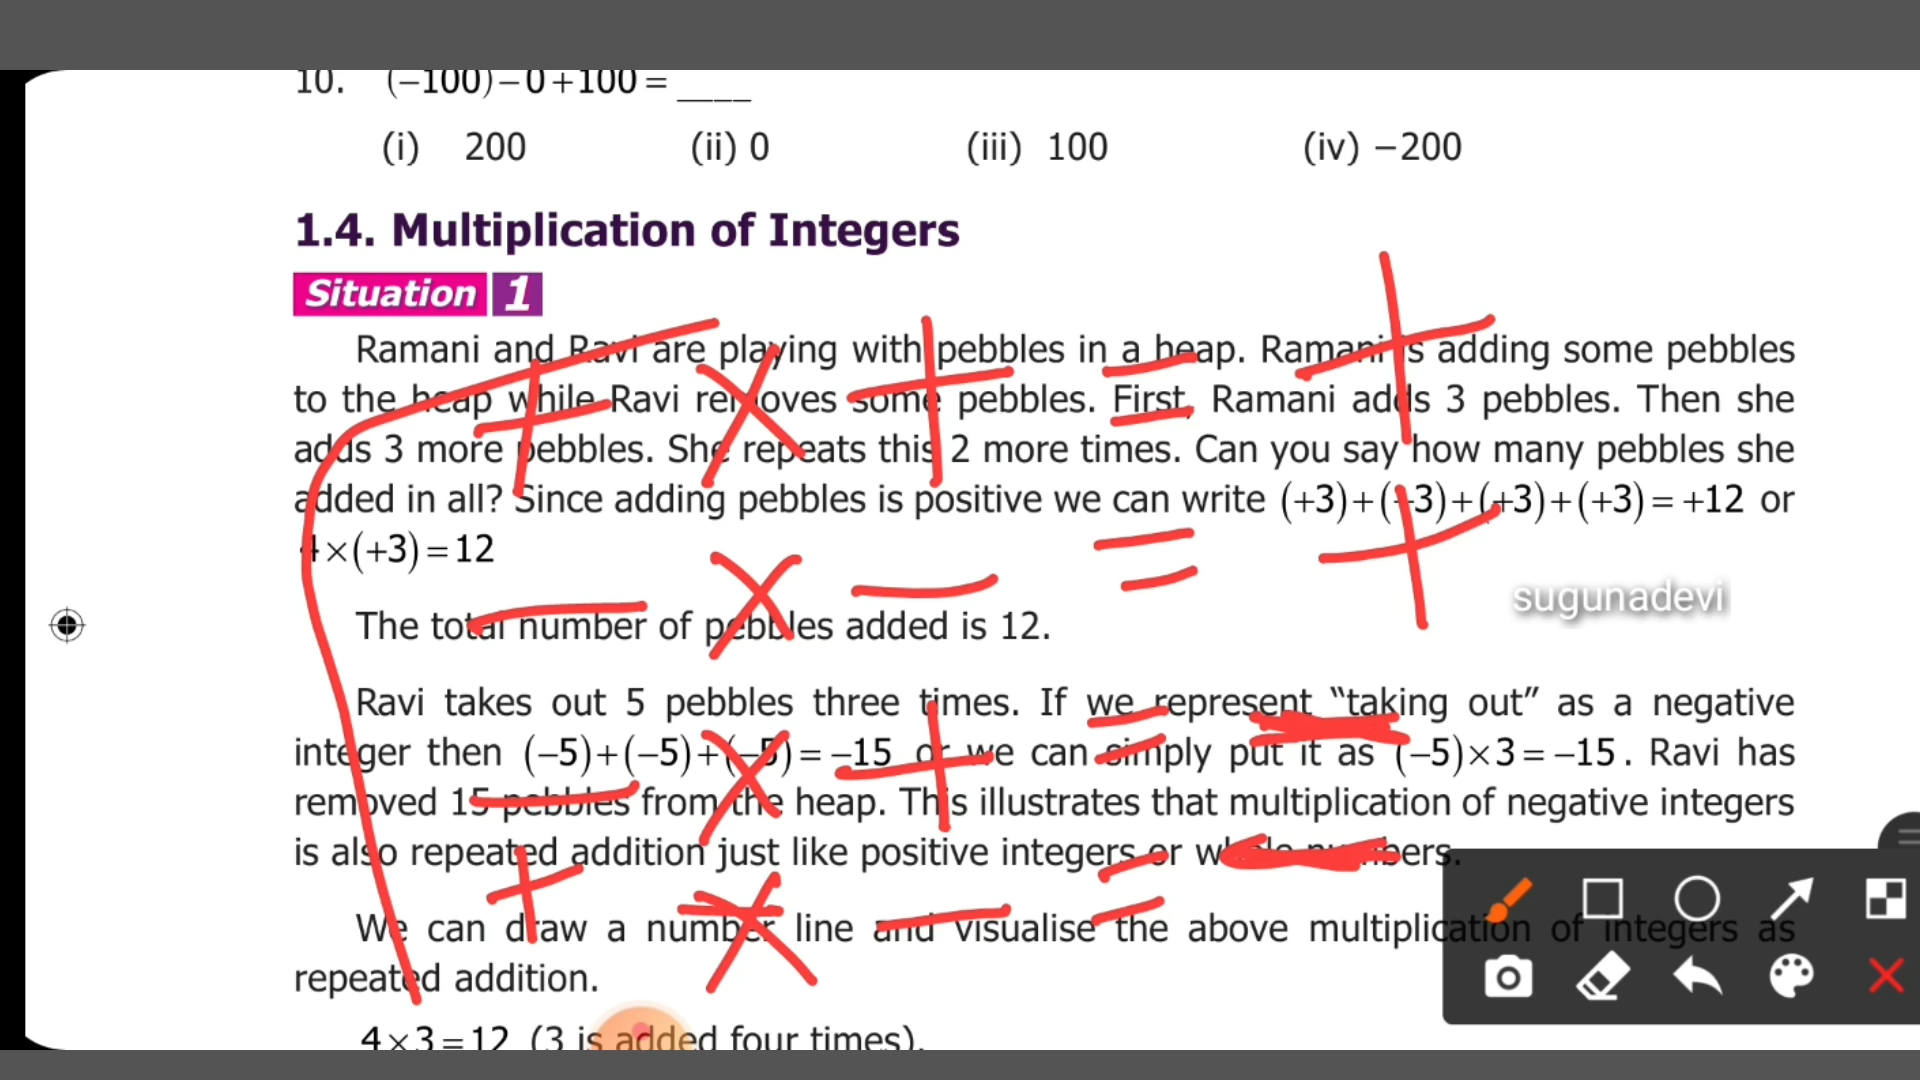 10. (−100)−0+100= ____
(i) 200 (ii) 0 (iii) 100 (iv) −200
1.4. Multiplication of Integers
Situation 1
Ramani and Ravi are playing with pebbles in a heap. Ramani is adding some pebbles
to the heap while Ravi removes some pebbles. First, Ramani adds 3 pebbles. Then she
adds 3 more pebbles. She repeats this 2 more times. Can you say how many pebbles she
added in all? Since adding pebbles is positive we can write (+3)+(+3)+(+3)+(+3)=+12 or
4×(+3)=12
The total number of pebbles added is 12.
Ravi takes out 5 pebbles three times. If we represent “taking out” as a negative
integer then (−5)+(−5)+(−5)=−15 or we can simply put it as (−5)×3=−15. Ravi has
removed 15 pebbles from the heap. This illustrates that multiplication of negative integers
is also repeated addition just like positive integers or whole numbers.
We can draw a number line and visualise the above multiplication of integers as
repeated addition.
4×3=12 (3 is added four times).
+ × + = +
− × − = +
− × + = −
+ × − = −
sugunadevi